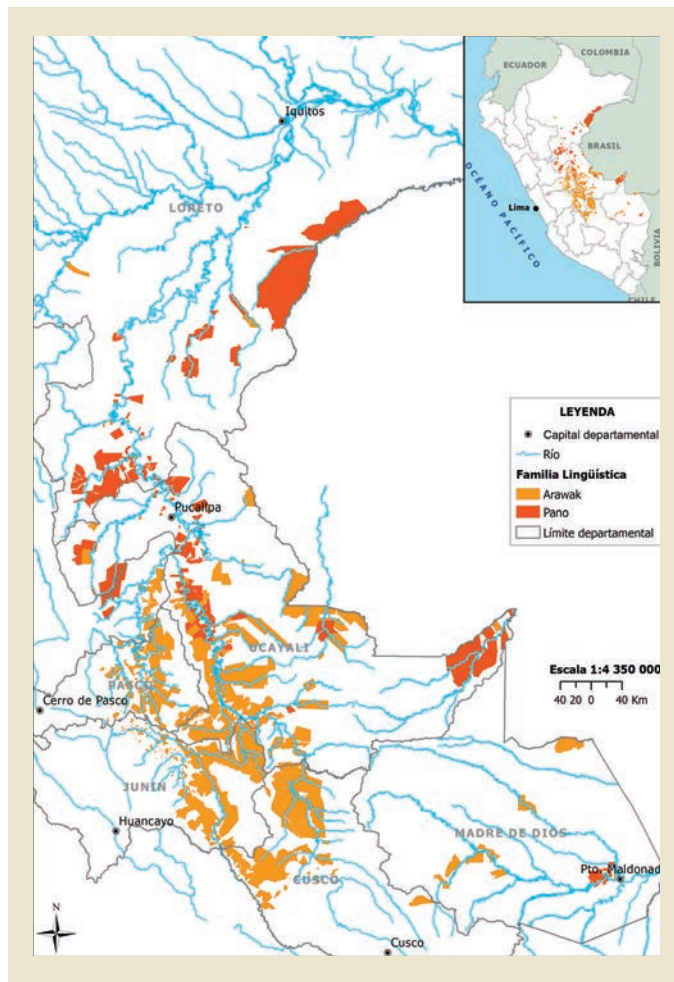 COLOMBIA
ECUADOR
BRASIL
OCÉANO PACÍFICO
Lima
BOLIVIA
CHILE
Iquitos
LORETO
LEYENDA
Capital departamental
Río
Familia Lingüística
Arawak
Pano
Límite departamental
Pucallpa
UCAYALI
PASCO
Cerro de Pasco
Escala 1:4 350 000
40 20 0 40 Km
JUNIN
Huancayo
MADRE DE DIOS
Pto. Maldonad
CUSCO
N
Cusco